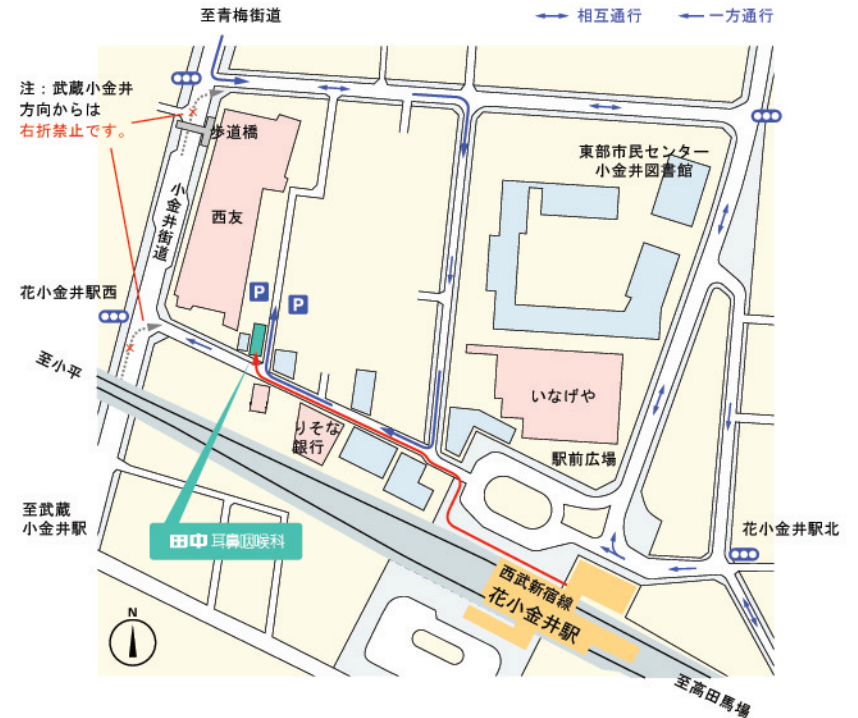 至青梅街道
相互通行
一方通行
注：武蔵小金井
方向からは
右折禁止です。
歩道橋
東部市民センター
小金井図書館
小金井街道
西友
P
P
花小金井駅西
至小平
いなげや
りそな
銀行
駅前広場
至武蔵
小金井駅
田中 耳鼻咽喉科
花小金井駅北
西武新宿線
花小金井駅
N
至高田馬場